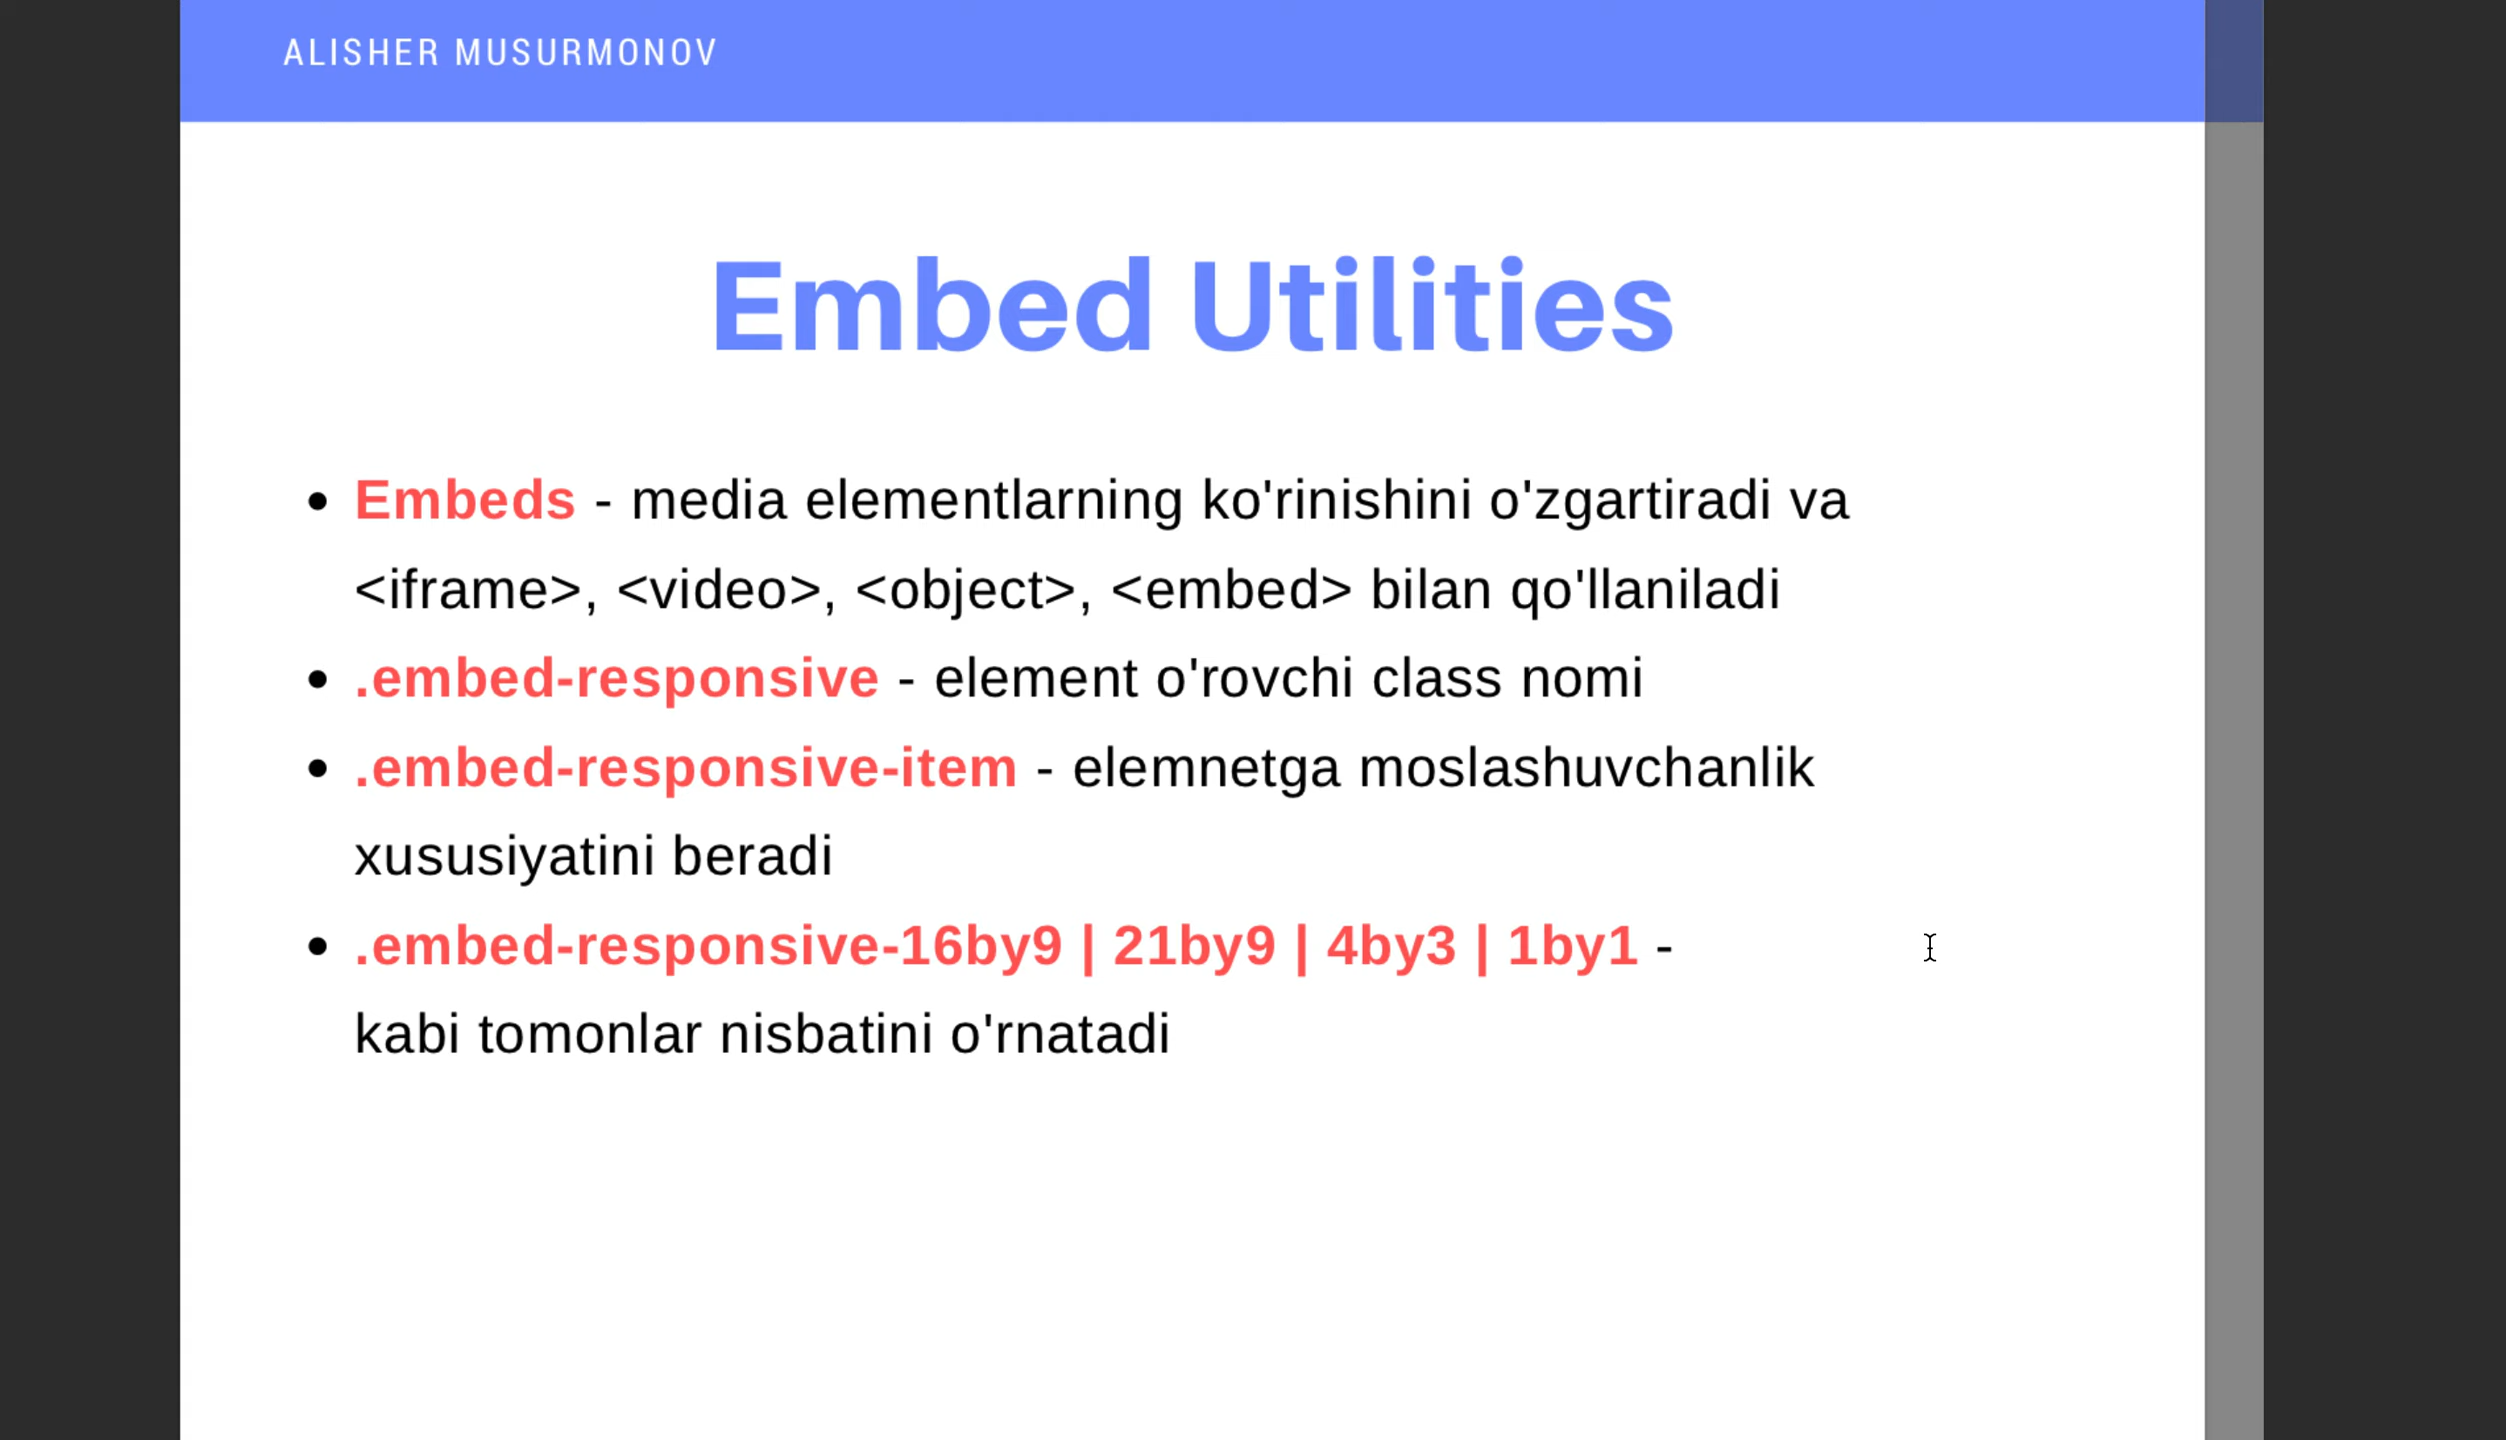 ALISHER MUSURMONOV
Embed Utilities
• Embeds - media elementlarning ko'rinishini o'zgartiradi va
<iframe>, <video>, <object>, <embed> bilan qo'llaniladi
• .embed-responsive - element o'rovchi class nomi
• .embed-responsive-item - elemnetga moslashuvchanlik
xususiyatini beradi
• .embed-responsive-16by9 | 21by9 | 4by3 | 1by1 -
kabi tomonlar nisbatini o'rnatadi